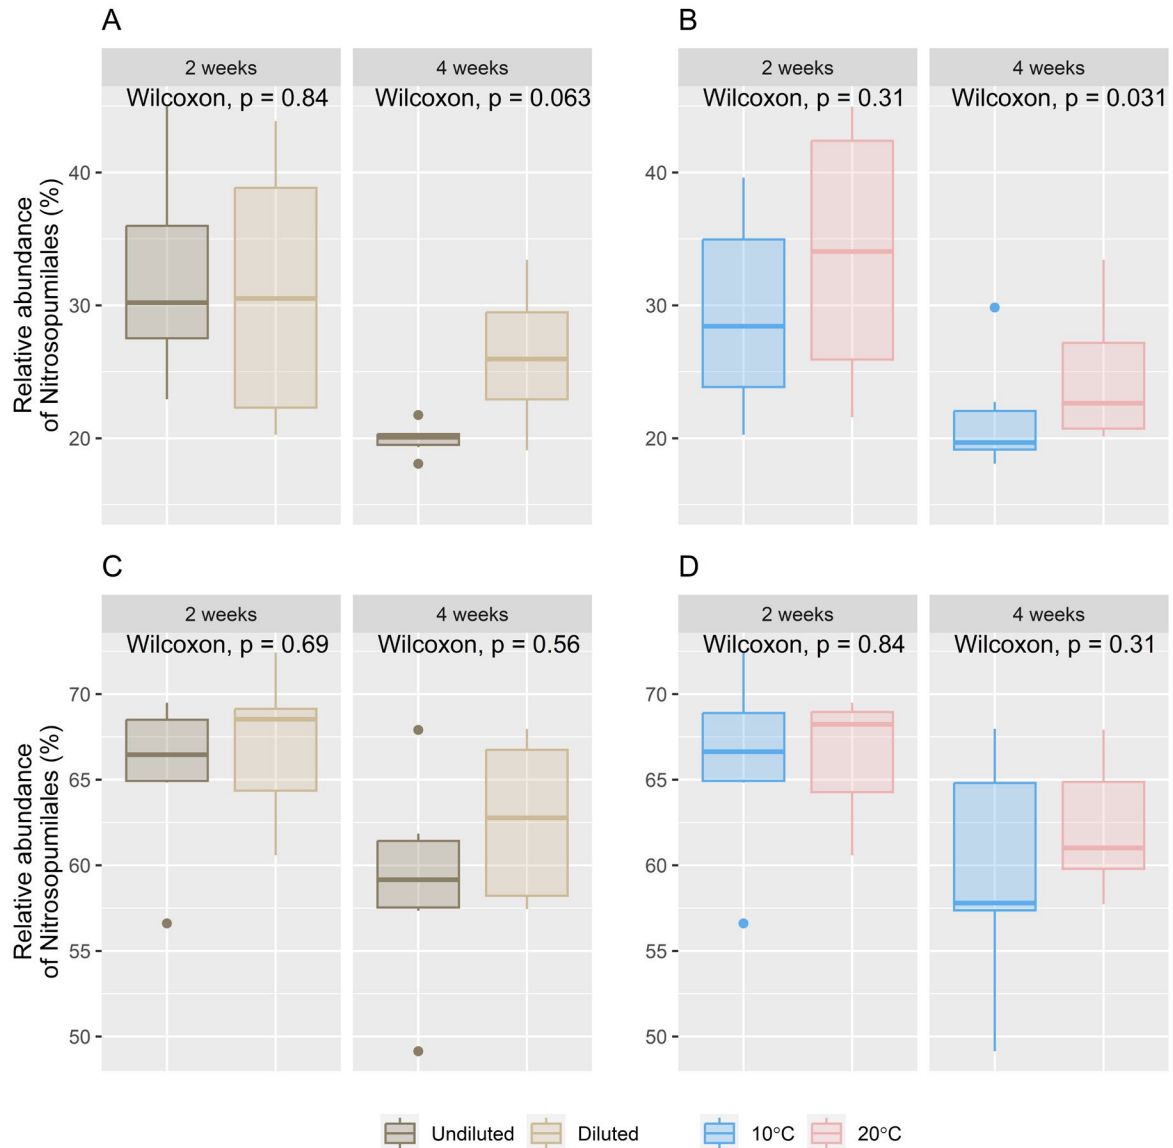 A
B
2 weeks
4 weeks
2 weeks
4 weeks
Wilcoxon, p = 0.84
Wilcoxon, p = 0.063
Wilcoxon, p = 0.31
Wilcoxon, p = 0.031
Relative abundance
of Nitrosopumilales (%)
40
30
20
40
30
20
C
D
2 weeks
4 weeks
2 weeks
4 weeks
Wilcoxon, p = 0.69
Wilcoxon, p = 0.56
Wilcoxon, p = 0.84
Wilcoxon, p = 0.31
Relative abundance
of Nitrosopumilales (%)
70
65
60
55
50
70
65
60
55
50
Undiluted
Diluted
10°C
20°C